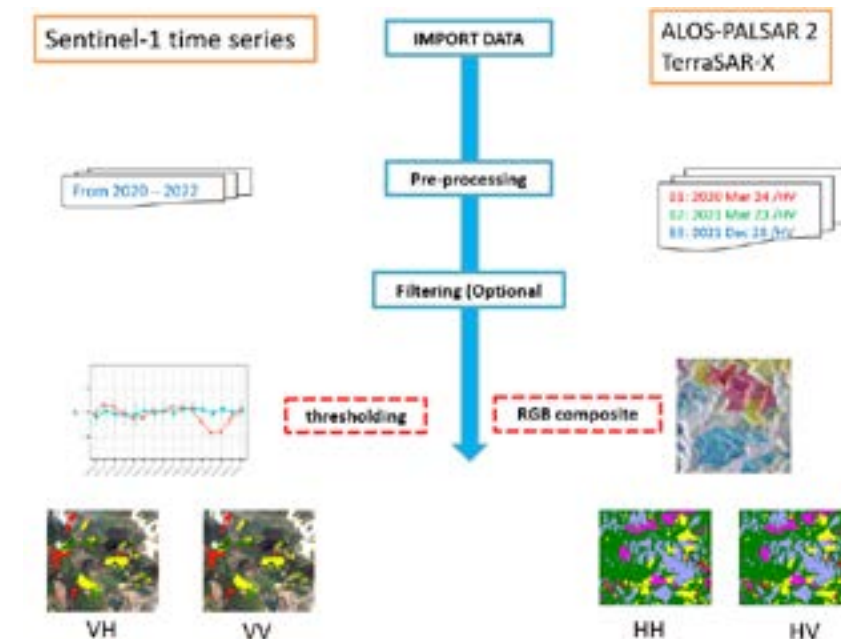 Sentinel-1 time series
IMPORT DATA
ALOS-PALSAR 2
TerraSAR-X
From 2020 – 2022
Pre-processing
01: 2020 Mar 24 /HV
02: 2021 Mar 23 /HV
Dec
Filtering (Optional
thresholding
RGB composite
VH
VV
HH
HV